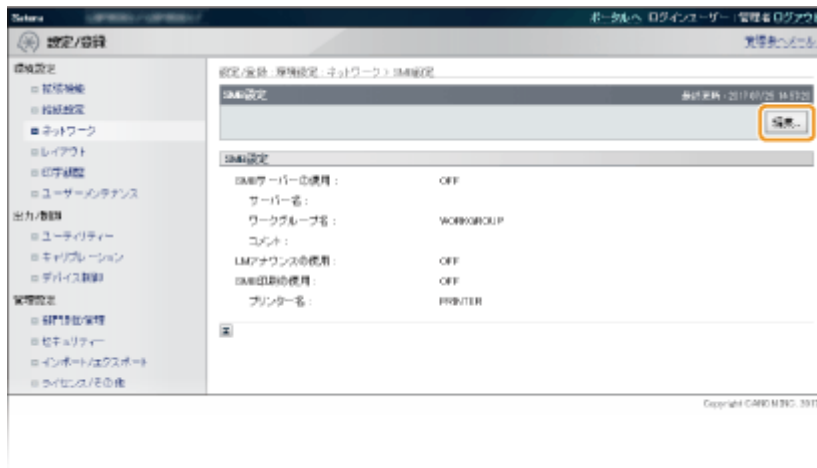 Satera
ポータルへ ログインユーザー : 管理者 ログアウト
設定/登録
管理者へメール
環境設定
拡張機能
給紙設定
ネットワーク
レイアウト
印字調整
ユーザーメンテナンス
出力/制御
ユーティリティー
キャリブレーション
デバイス制御
管理設定
部門別ID管理
セキュリティー
インポート/エクスポート
ライセンス/その他
設定/登録 : 環境設定 : ネットワーク > SMB設定
SMB設定
最終更新 :
編集...
SMB設定
SMBサーバーの使用 : OFF
サーバー名 :
ワークグループ名 : WORKGROUP
コメント :
LMアナウンスの使用 : OFF
SMB印刷の使用 : OFF
プリンター名 : PRINTER
Copyright CANON INC. 2017